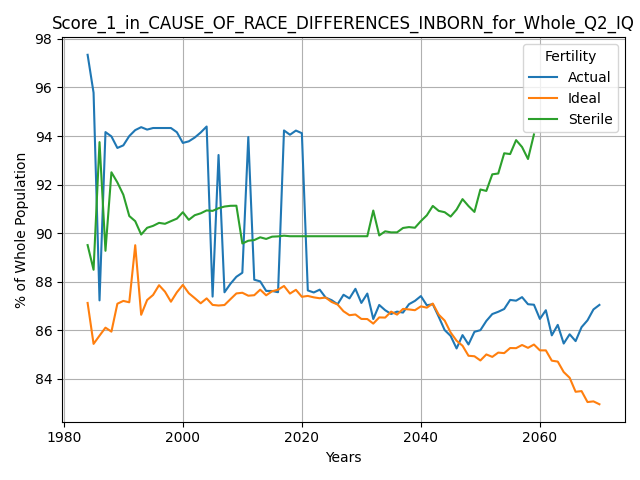 Score_1_in_CAUSE_OF_RACE_DIFFERENCES_INBORN_for_Whole_Q2_IQ
98
96
94
92
90
88
86
84
% of Whole Population
Fertility
Actual
Ideal
Sterile
1980 2000 2020 2040 2060
Years